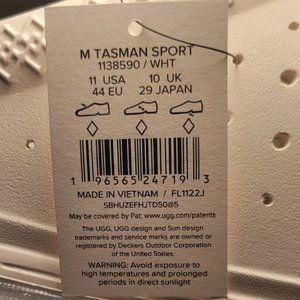 M TASMAN SPORT
1138590 / WHT
11 USA 10 UK
44 EU 29 JAPAN
1 96565 24719 3
MADE IN VIETNAM / FL1122J
5BHUZEFHJTD50@5
May be covered by Pat: www.ugg.com/patents
The UGG, UGG design and Sun design
trademarks and service marks are owned or
registered by Deckers Outdoor Corporation
of the United States.
WARNING: Avoid exposure to
high temperatures and prolonged
periods in direct sunlight